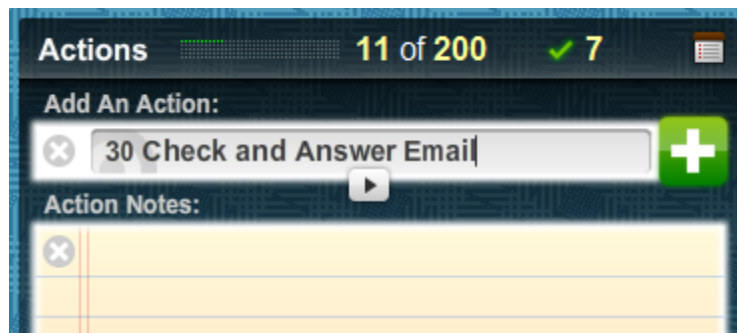 Actions 11 of 200 7
Add An Action:
30 Check and Answer Email
Action Notes: